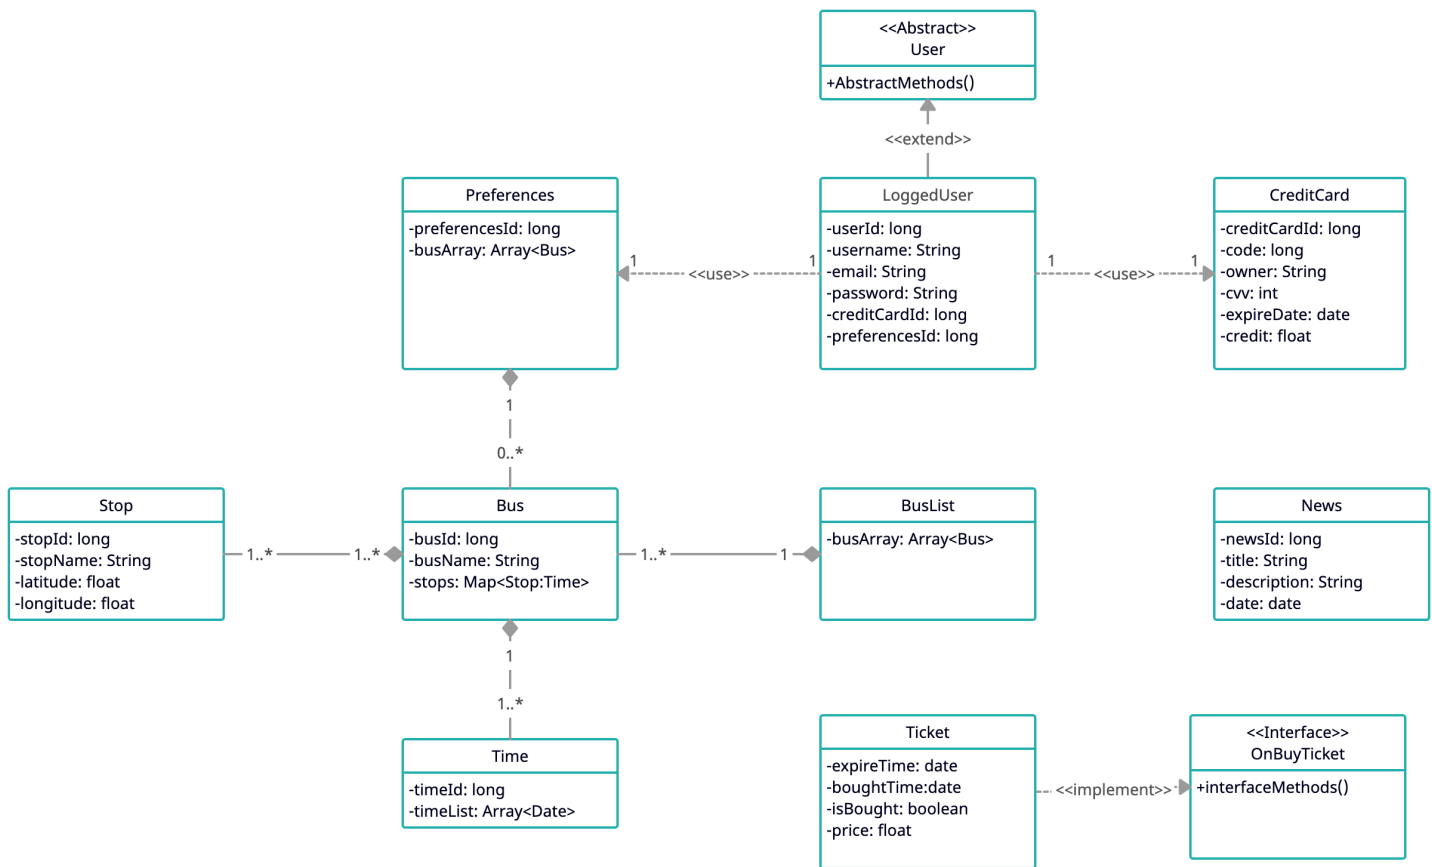 <<Abstract>>
User
+AbstractMethods()
<<extend>>
Preferences
-preferencesId: long
-busArray: Array<Bus>
1
<<use>>
1
LoggedUser
-userId: long
-username: String
-email: String
-password: String
-creditCardId: long
-preferencesId: long
1
<<use>>
1
CreditCard
-creditCardId: long
-code: long
-owner: String
-cvv: int
-expireDate: date
-credit: float
1
0..*
Stop
-stopId: long
-stopName: String
-latitude: float
-longitude: float
1..*
1..*
Bus
-busId: long
-busName: String
-stops: Map<Stop:Time>
1..*
1
BusList
-busArray: Array<Bus>
News
-newsId: long
-title: String
-description: String
-date: date
1
1..*
Time
-timeId: long
-timeList: Array<Date>
Ticket
-expireTime: date
-boughtTime:date
-isBought: boolean
-price: float
<<implement>>
<<Interface>>
OnBuyTicket
+interfaceMethods()